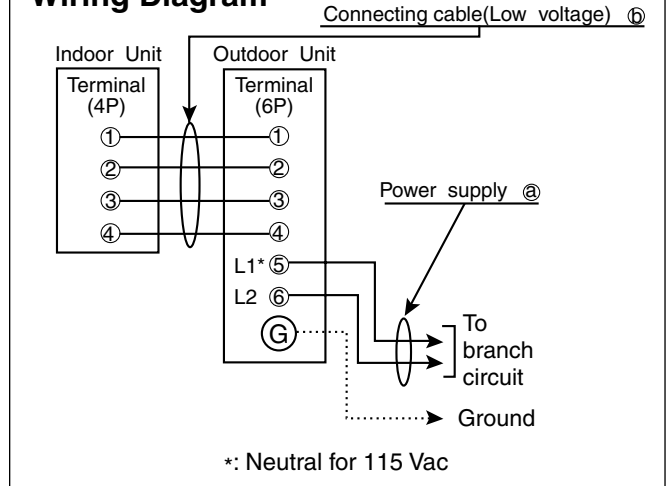 Wiring Diagram
Connecting cable(Low voltage) ⓑ
Indoor Unit
Outdoor Unit
Terminal
(4P)
Terminal
(6P)
① ①
② ②
③ ③
④ ④
Power supply ⓐ
L1* ⑤
L2 ⑥
G
To
branch
circuit
Ground
*: Neutral for 115 Vac